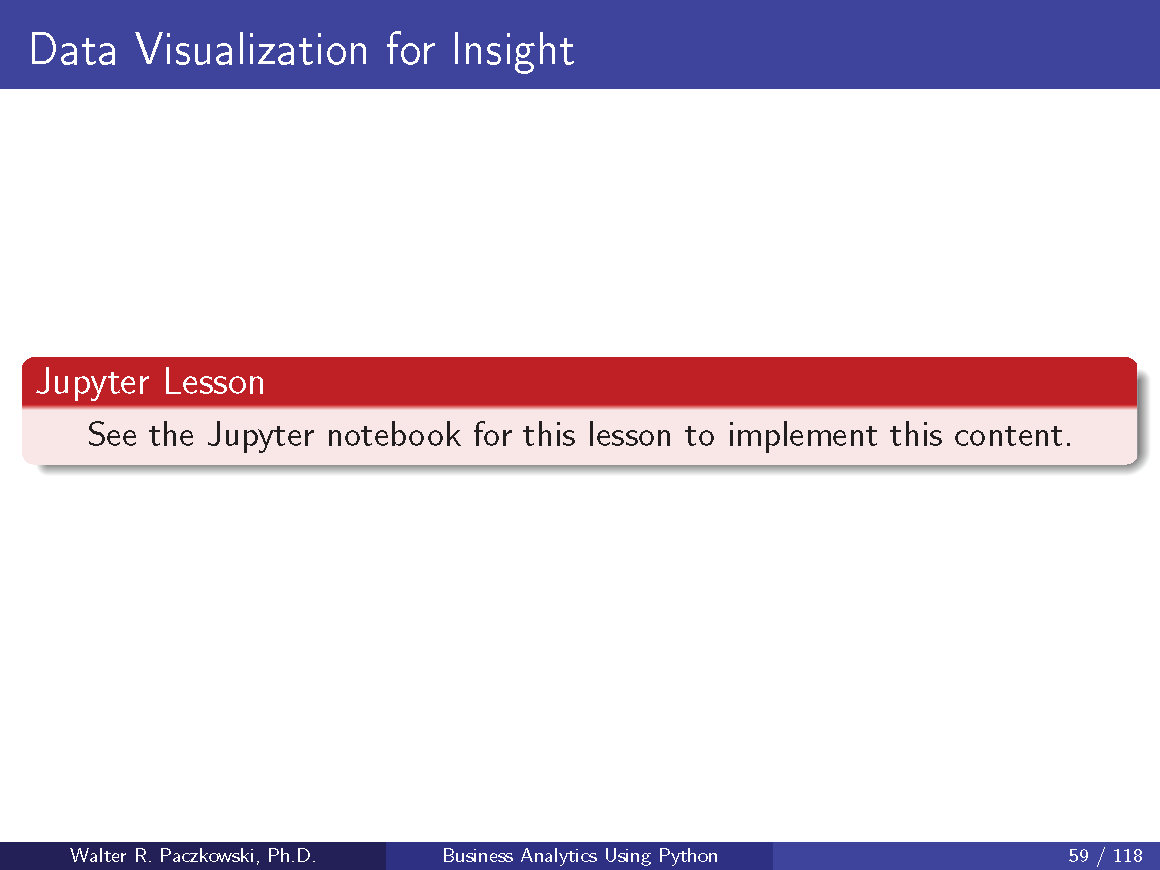 Data Visualization for Insight
Jupyter Lesson
See the Jupyter notebook for this lesson to implement this content.
Walter R. Paczkowski, Ph.D.
Business Analytics Using Python
59 / 118